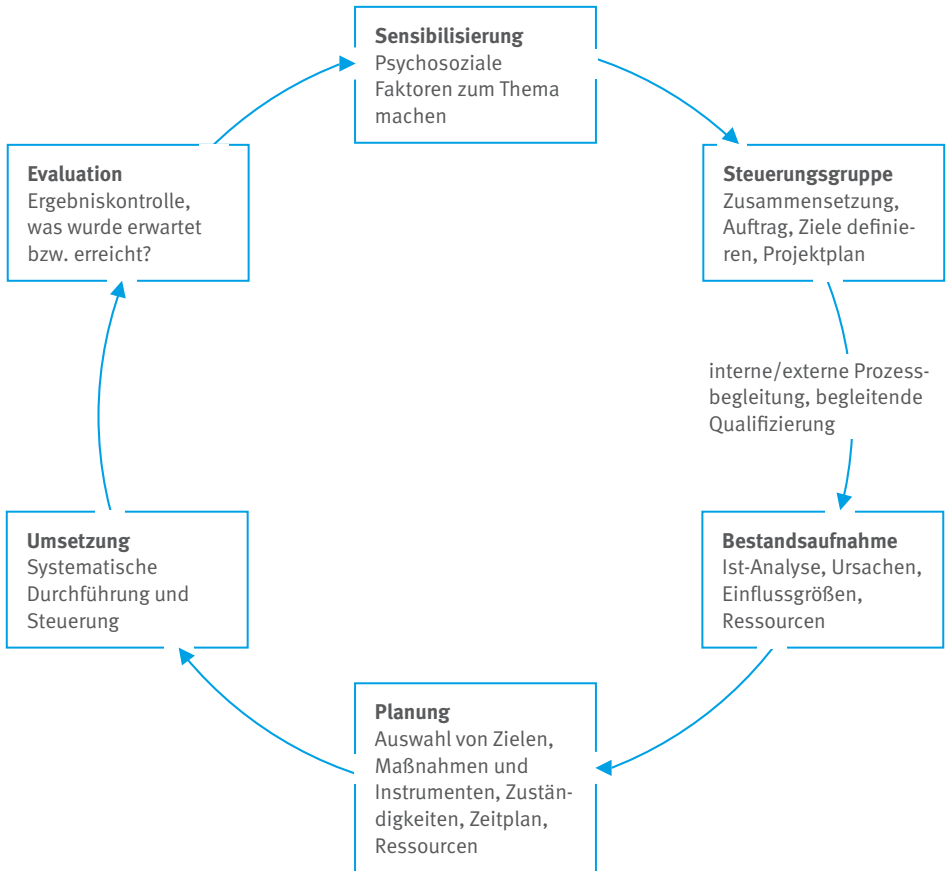 Sensibilisierung
Psychosoziale
Faktoren zum Thema
machen
Steuerungsgruppe
Zusammensetzung,
Auftrag, Ziele definie-
ren, Projektplan
interne/externe Prozess-
begleitung, begleitende
Qualifizierung
Bestandsaufnahme
Ist-Analyse, Ursachen,
Einflussgrößen,
Ressourcen
Planung
Auswahl von Zielen,
Maßnahmen und
Instrumenten, Zustän-
digkeiten, Zeitplan,
Ressourcen
Umsetzung
Systematische
Durchführung und
Steuerung
Evaluation
Ergebniskontrolle,
was wurde erwartet
bzw. erreicht?